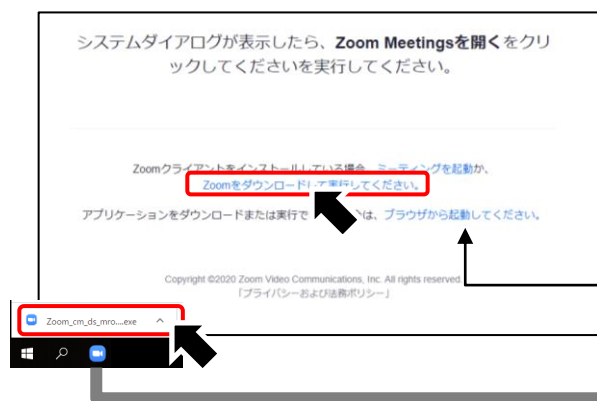 システムダイアログが表示したら、Zoom Meetingsを開くをクリ
ックしてくださいを実行してください。
Zoomクライアントをインストールしている場合、ミーティングを起動か、
Zoomをダウンロードして実行してください。
アプリケーションをダウンロードまたは実行で は、ブラウザから起動してください。
Copyright ©2020 Zoom Video Communications, Inc. All rights reserved.
「プライバシーおよび法務ポリシー」
Zoom_cm_ds_mro....exe